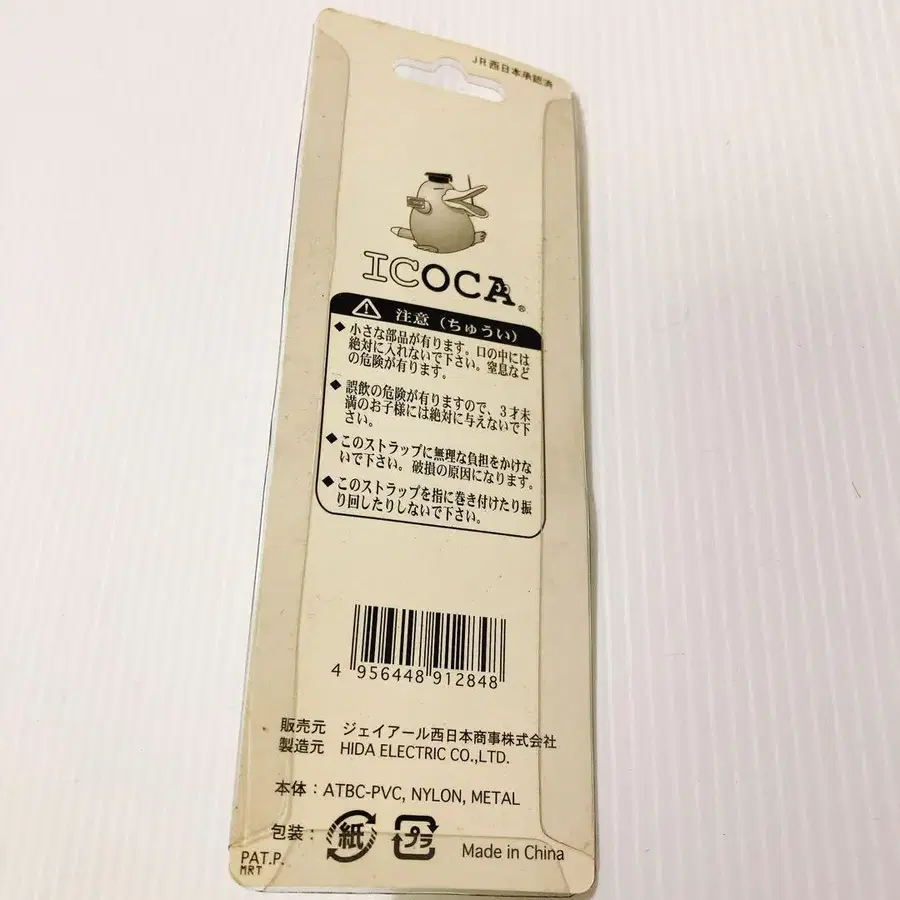 JR西日本承認済
ICOCA®
注意（ちゅうい）
◆小さな部品が有ります。口の中には
絶対に入れないで下さい。窒息など
の危険が有ります。
◆誤飲の危険が有りますので、3才未
満のお子様には絶対に与えないで下
さい。
◆このストラップに無理な負担をかけな
いで下さい。破損の原因になります。
◆このストラップを指に巻き付けたり振
り回したりしないで下さい。
4 956448 912848
販売元 ジェイアール西日本商事株式会社
製造元 HIDA ELECTRIC CO.,LTD.
本体：ATBC-PVC, NYLON, METAL
包装： 紙 プラ Made in China
PAT.P.
MRT